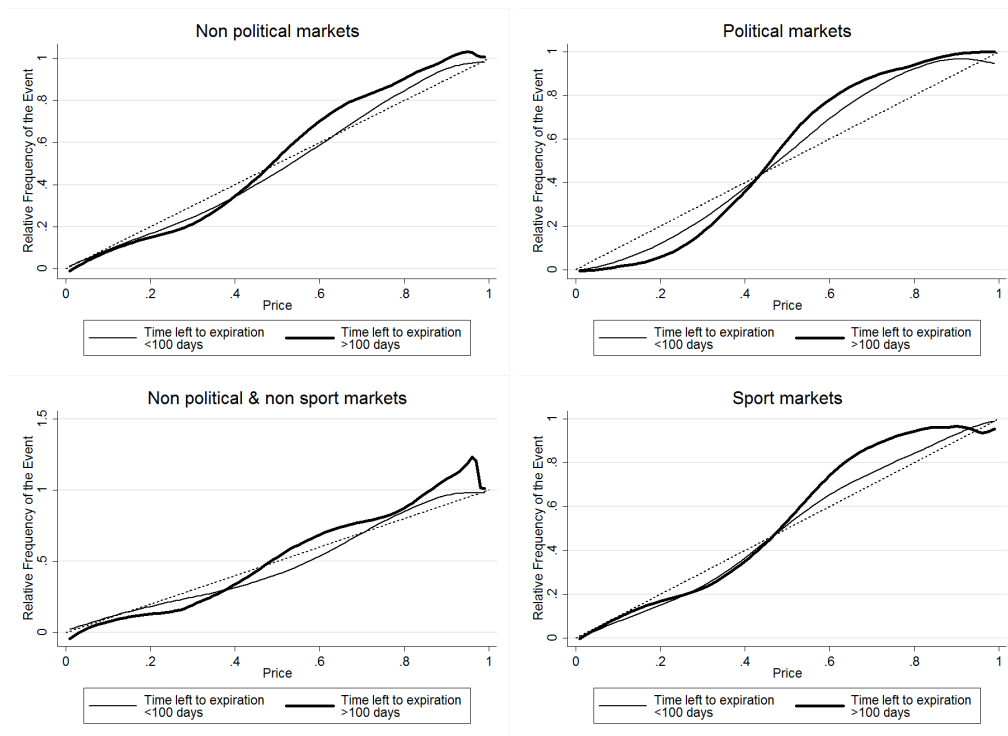 Non political markets
Relative Frequency of the Event
1
.8
.6
.4
.2
0
0 .2 .4 .6 .8 1
Price
Time left to expiration
<100 days
Time left to expiration
>100 days
Political markets
Relative Frequency of the Event
1
.8
.6
.4
.2
0
0 .2 .4 .6 .8 1
Price
Time left to expiration
<100 days
Time left to expiration
>100 days
Non political & non sport markets
Relative Frequency of the Event
1.5
1
.5
0
0 .2 .4 .6 .8 1
Price
Time left to expiration
<100 days
Time left to expiration
>100 days
Sport markets
Relative Frequency of the Event
1
.8
.6
.4
.2
0
0 .2 .4 .6 .8 1
Price
Time left to expiration
<100 days
Time left to expiration
>100 days